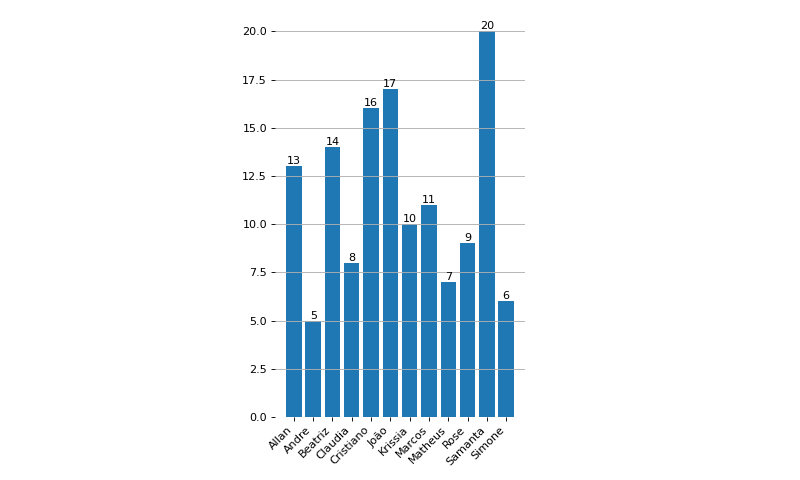 20.0
17.5
15.0
12.5
10.0
7.5
5.0
2.5
0.0
13
5
14
8
16
17
10
11
7
9
20
6
Allan
Andre
Beatriz
Claudia
Cristiano
João
Krissia
Marcos
Matheus
Rose
Samanta
Simone